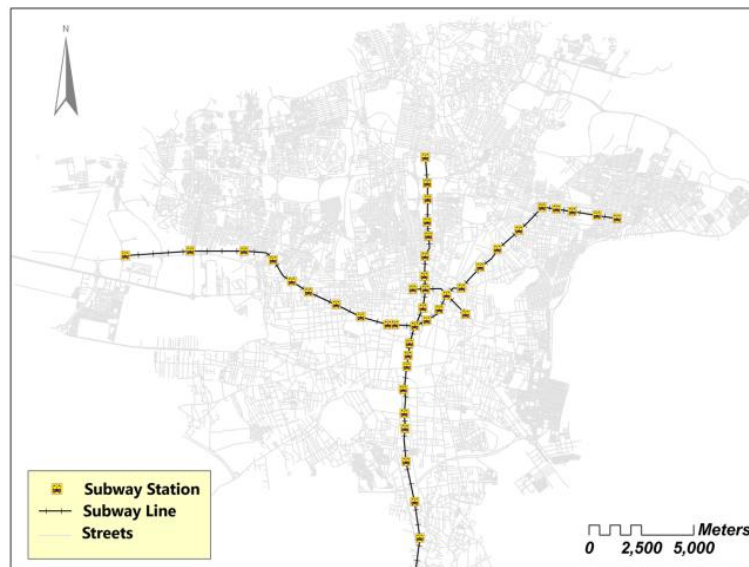 N
Subway Station
Subway Line
Streets
Meters
0 2,500 5,000